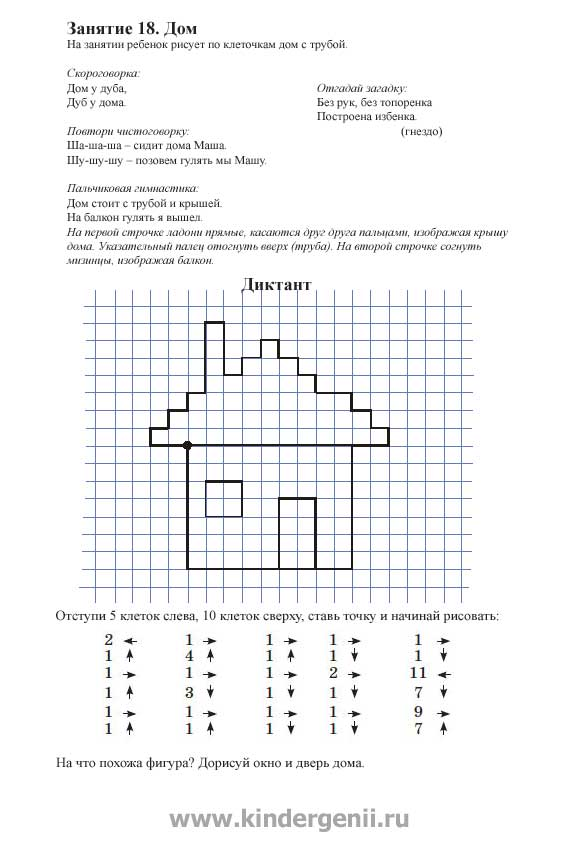 Занятие 18. Дом
На занятии ребенок рисует по клеточкам дом с трубой.
Скороговорка:
Дом у дуба,
Дуб у дома.
Отгадай загадку:
Без рук, без топоренка
Построена избенка.
(гнездо)
Повтори чистоговорку:
Ша-ша-ша – сидит дома Маша.
Шу-шу-шу – позовем гулять мы Машу.
Пальчиковая гимнастика:
Дом стоит с трубой и крышей.
На балкон гулять я вышел.
На первой строчке ладони прямые, касаются друг друга пальцами, изображая крышу
дома. Указательный палец отогнуть вверх (труба). На второй строчке согнуть
мизинцы, изображая балкон.
Диктант
Отступи 5 клеток слева, 10 клеток сверху, ставь точку и начинай рисовать:
2 ← 1 → 1 → 1 → 1 →
1 ↑ 4 ↑ 1 ↑ 1 ↓ 1 ↓
1 → 1 → 1 → 2 → 11 ←
1 ↑ 3 ↓ 1 ↓ 1 ↓ 7 ↓
1 → 1 → 1 → 1 → 9 →
1 ↑ 1 ↑ 1 ↓ 1 ↓ 7 ↑
На что похожа фигура? Дорисуй окно и дверь дома.
www.kindergenii.ru